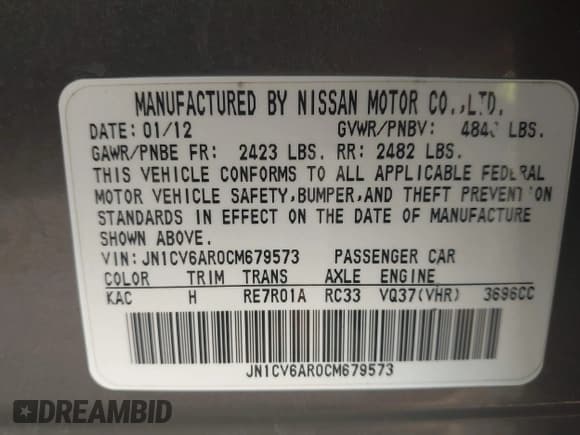 MANUFACTURED BY NISSAN MOTOR CO.,LTD.
DATE: 01/12 GVWR/PNBV: LBS.
GAWR/PNBE FR: 2423 LBS. RR: 2482 LBS.
THIS VEHICLE CONFORMS TO ALL APPLICABLE FEDERAL
MOTOR VEHICLE SAFETY,BUMPER,AND THEFT PREVENTION
STANDARDS IN EFFECT ON THE DATE OF MANUFACTURE
SHOWN ABOVE.
VIN: JN1CV6AR0CM679573 PASSENGER CAR
COLOR TRIM TRANS AXLE ENGINE
KAC H RE7R01A RC33 VQ37(VHR) 3696CC
JN1CV6AR0CM679573
DREAMBID